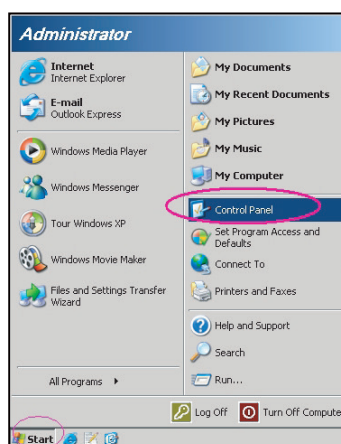 Administrator
Internet
Internet Explorer
E-mail
Outlook Express
Windows Media Player
Windows Messenger
Tour Windows XP
Windows Movie Maker
Files and Settings Transfer
Wizard
All Programs
My Documents
My Recent Documents
My Pictures
My Music
My Computer
Control Panel
Set Program Access and
Defaults
Connect To
Printers and Faxes
Help and Support
Search
Run...
Log Off
Turn Off Compute
Start